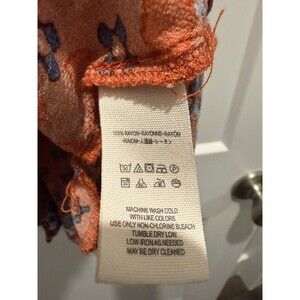 100% RAYON-RAYONNE-RAYON
MACHINE WASH COLD
WITH LIKE COLORS
USE ONLY NON-CHLORINE BLEACH
TUMBLE DRY LOW
LOW IRON AS NEEDED
MAY BE DRY CLEANED